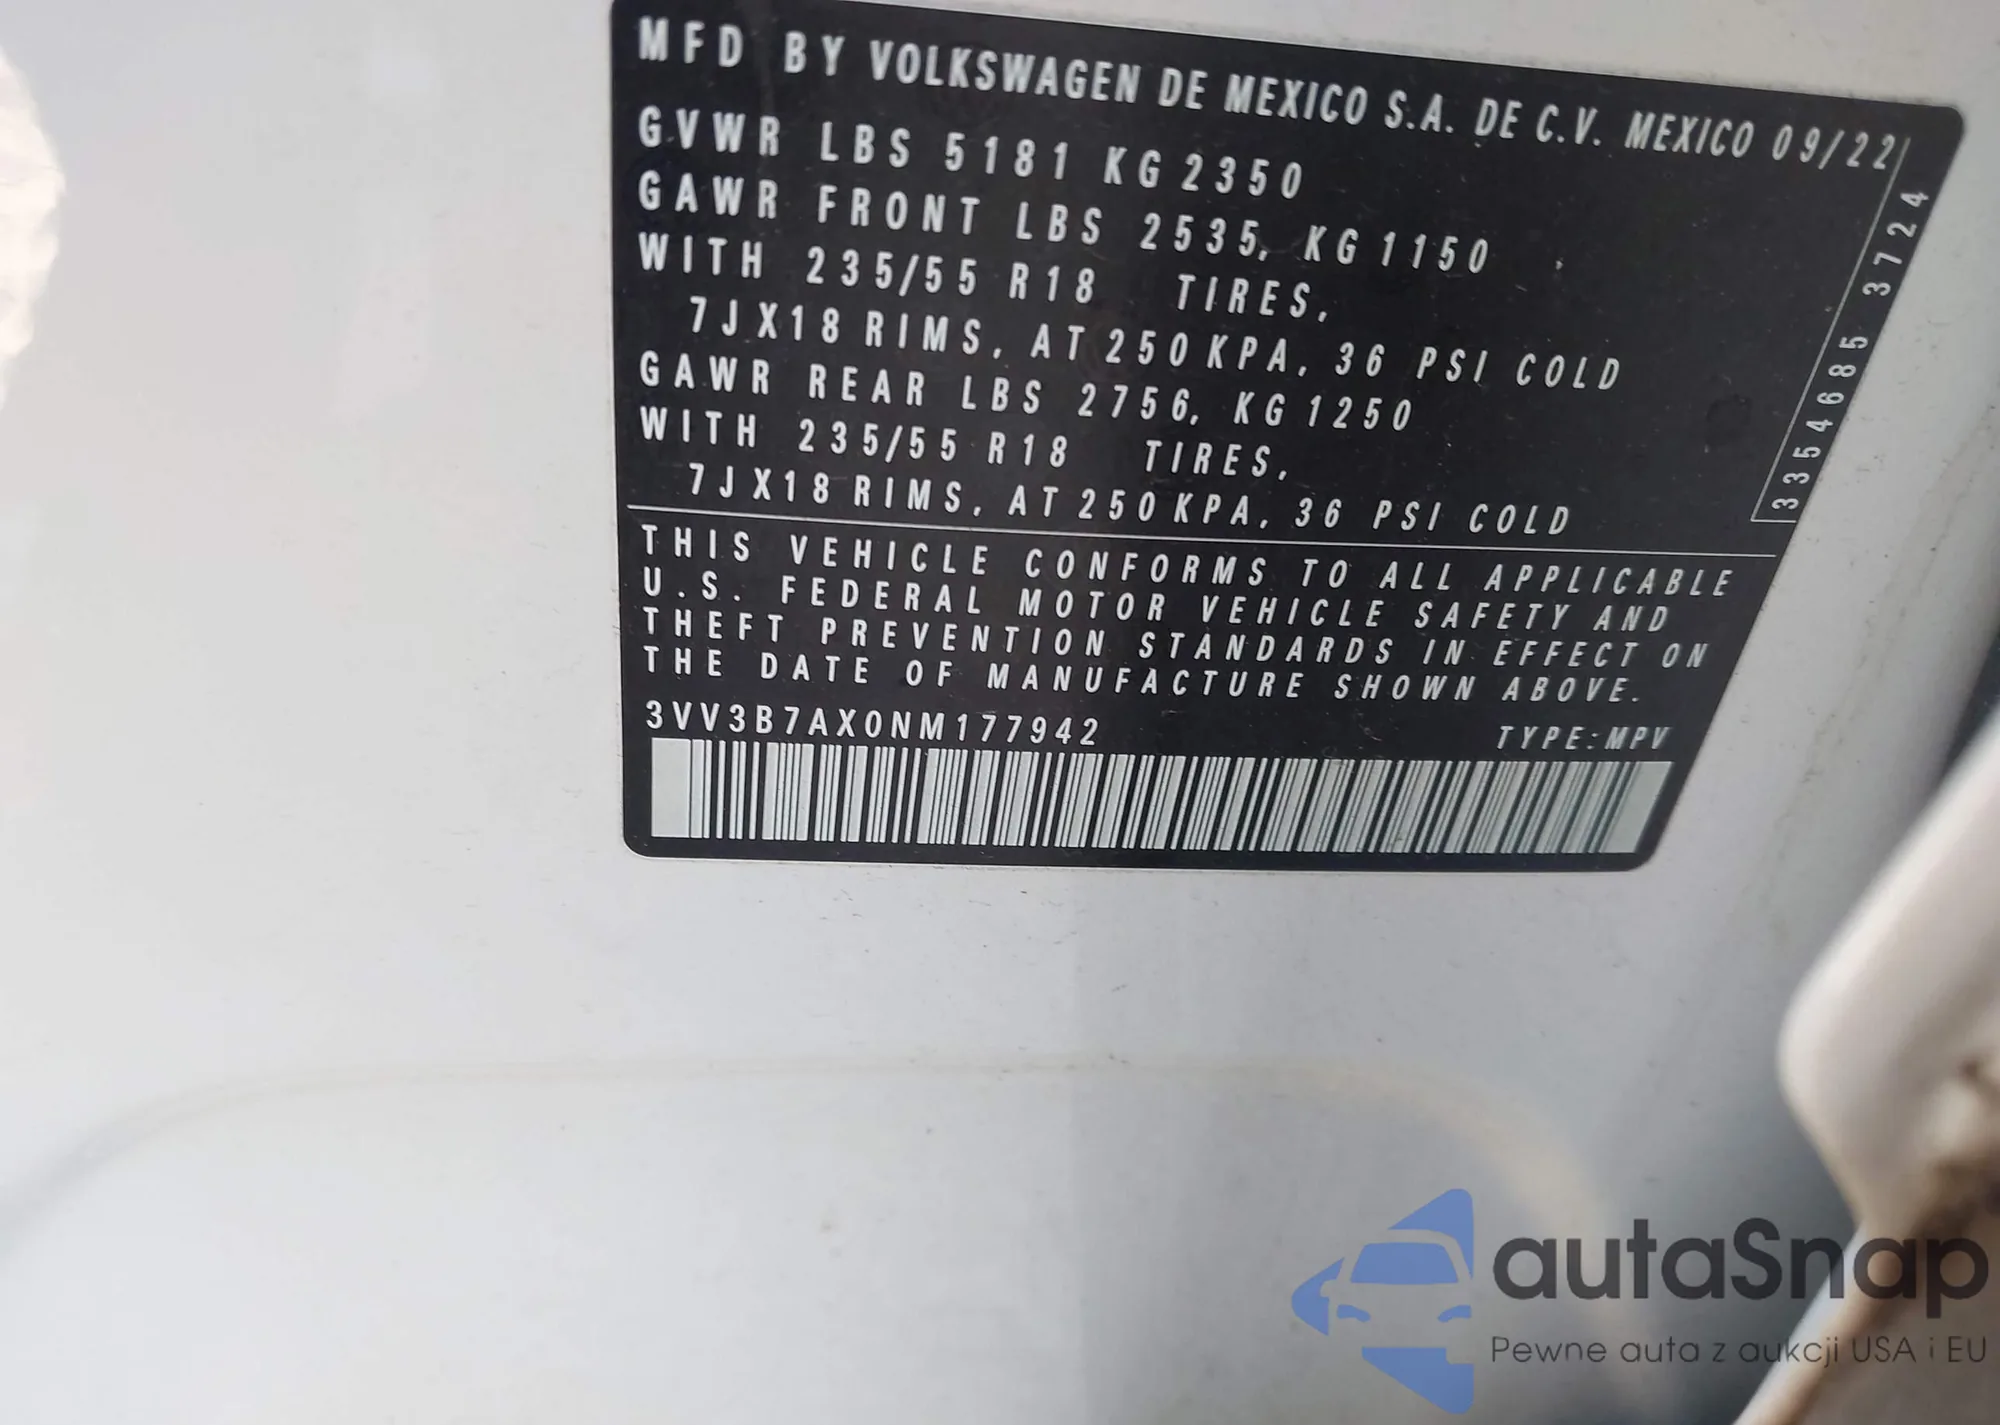 MFD BY VOLKSWAGEN DE MEXICO S.A. DE C.V. MEXICO 09/22
GVWR LBS 5181 KG 2350
GAWR FRONT LBS 2535, KG 1150
WITH 235/55 R18 TIRES,
7JX18 RIMS, AT 250 KPA, 36 PSI COLD
GAWR REAR LBS 2756, KG 1250
WITH 235/55 R18 TIRES,
7JX18 RIMS, AT 250 KPA, 36 PSI COLD
3354685 3724
THIS VEHICLE CONFORMS TO ALL APPLICABLE
U.S. FEDERAL MOTOR VEHICLE SAFETY AND
THEFT PREVENTION STANDARDS IN EFFECT ON
THE DATE OF MANUFACTURE SHOWN ABOVE.
3VV3B7AX0NM177942
TYPE:MPV
autaSnap
Pewne auta z aukcji USA i EU